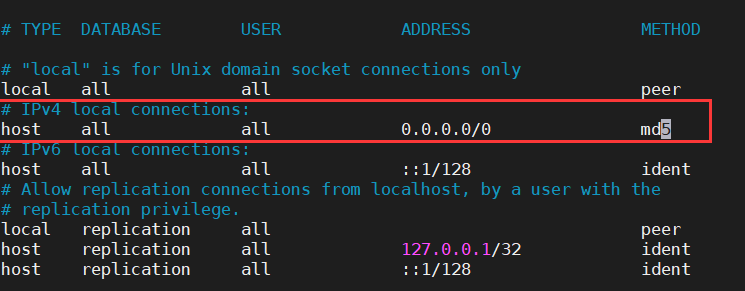 # TYPE  DATABASE        USER            ADDRESS                 METHOD
# "local" is for Unix domain socket connections only
local   all             all                                     peer
# IPv4 local connections:
host    all             all             0.0.0.0/0               md5
# IPv6 local connections:
host    all             all             ::1/128                 ident
# Allow replication connections from localhost, by a user with the
# replication privilege.
local   replication     all                                     peer
host    replication     all             127.0.0.1/32            ident
host    replication     all             ::1/128                 ident